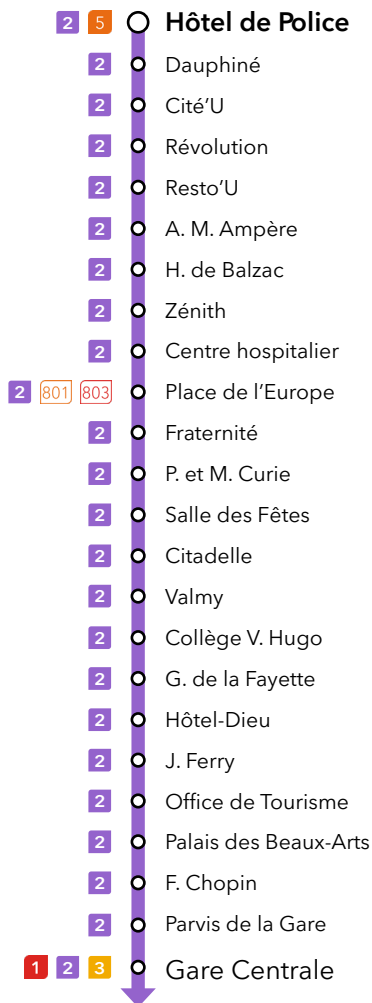 2 5 Hôtel de Police
2 Dauphiné
2 Cité'U
2 Révolution
2 Resto'U
2 A. M. Ampère
2 H. de Balzac
2 Zénith
2 Centre hospitalier
2 801 803 Place de l'Europe
2 Fraternité
2 P. et M. Curie
2 Salle des Fêtes
2 Citadelle
2 Valmy
2 Collège V. Hugo
2 G. de la Fayette
2 Hôtel-Dieu
2 J. Ferry
2 Office de Tourisme
2 Palais des Beaux-Arts
2 F. Chopin
2 Parvis de la Gare
1 2 3 Gare Centrale